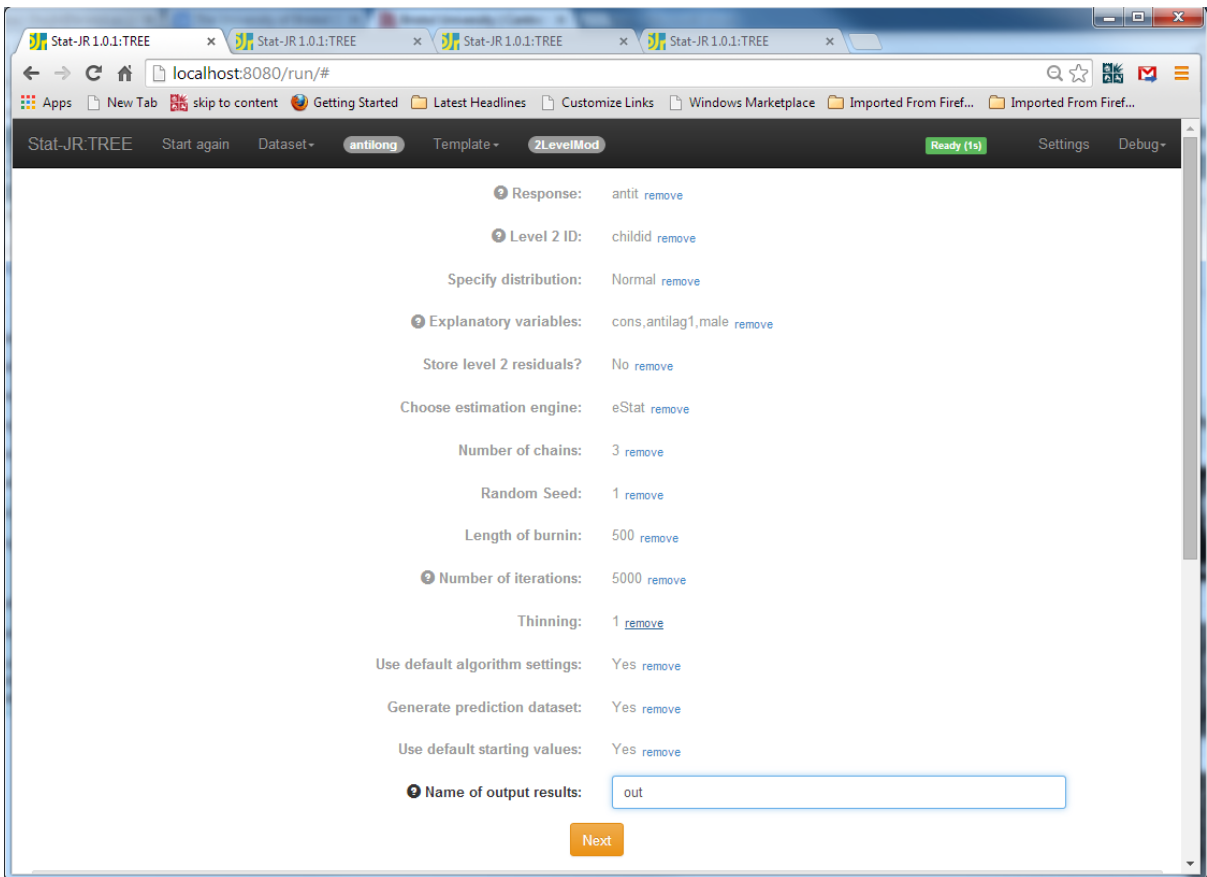 Stat-JR 1.0.1:TREE Stat-JR 1.0.1:TREE Stat-JR 1.0.1:TREE Stat-JR 1.0.1:TREE
localhost:8080/run/#
Apps New Tab skip to content Getting Started Latest Headlines Customize Links Windows Marketplace Imported From Firef... Imported From Firef...
Stat-JR:TREE Start again Dataset antilong Template 2LevelMod Ready (1s) Settings Debug
Response: antit remove
Level 2 ID: childid remove
Specify distribution: Normal remove
Explanatory variables: cons,antilag1,male remove
Store level 2 residuals? No remove
Choose estimation engine: eStat remove
Number of chains: 3 remove
Random Seed: 1 remove
Length of burnin: 500 remove
Number of iterations: 5000 remove
Thinning: 1 remove
Use default algorithm settings: Yes remove
Generate prediction dataset: Yes remove
Use default starting values: Yes remove
Name of output results: out
Next